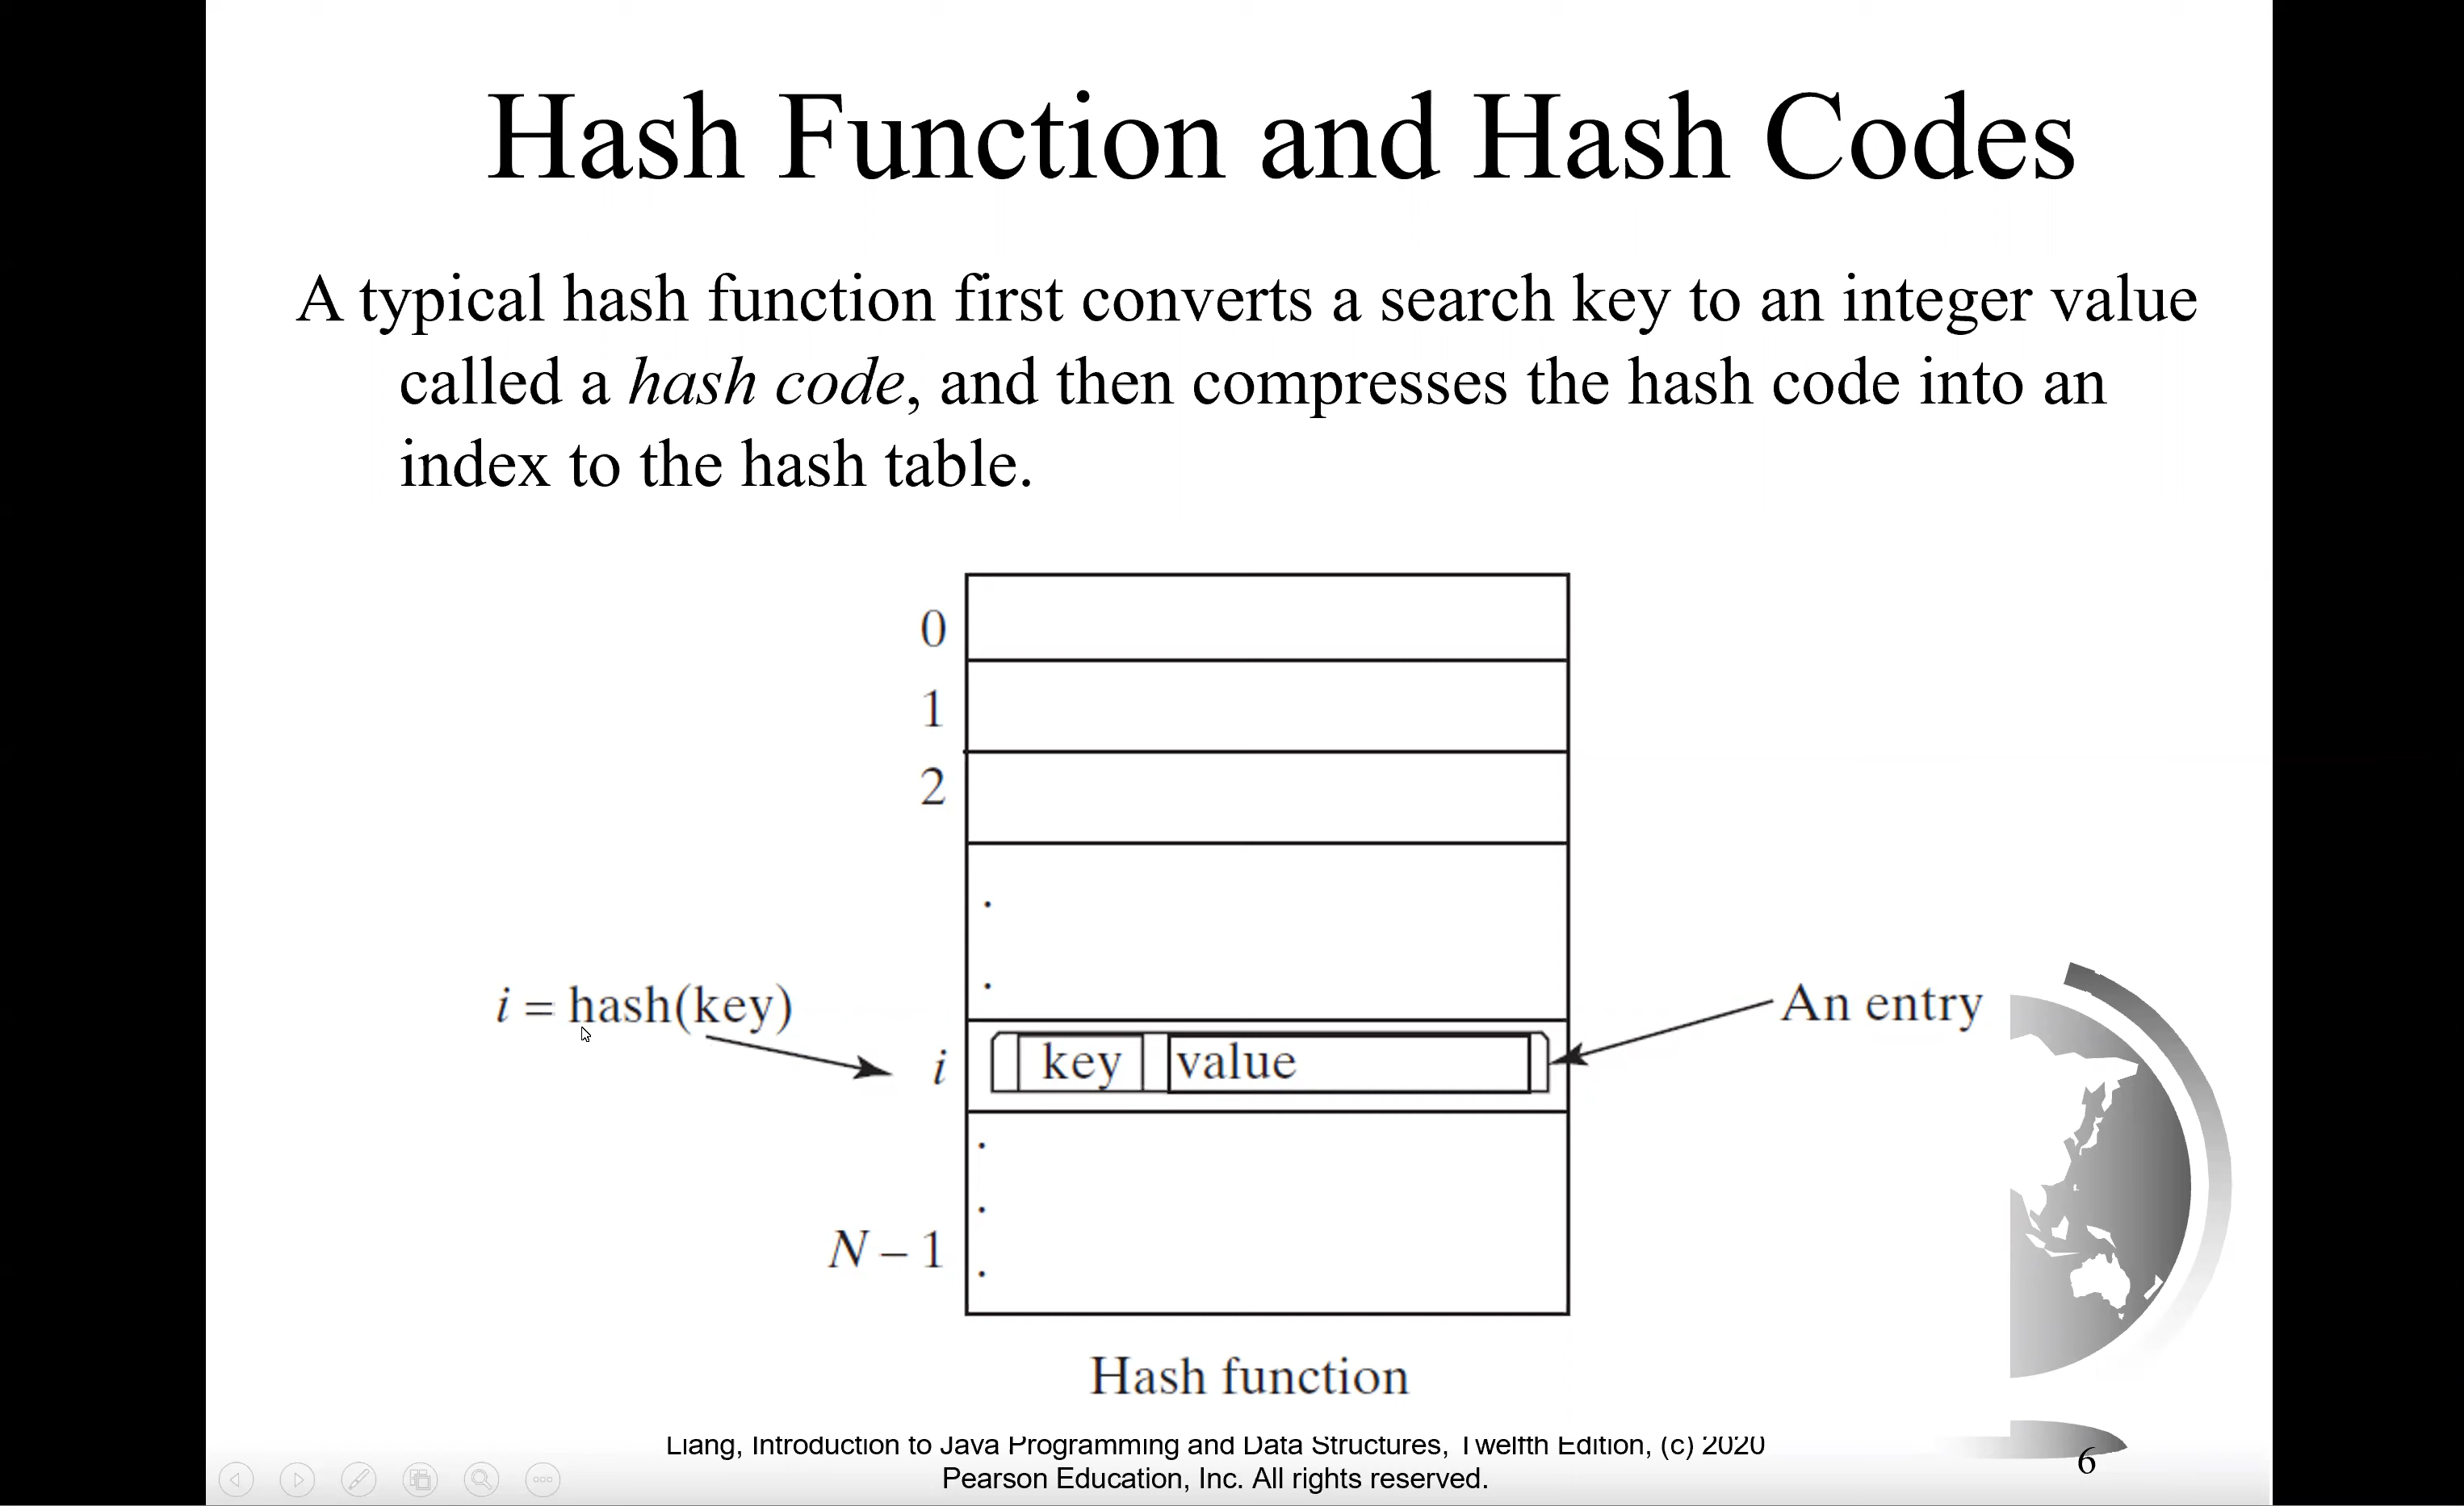 Hash Function and Hash Codes
A typical hash function first converts a search key to an integer value
called a hash code, and then compresses the hash code into an
index to the hash table.
0
1
2
.
.
i = hash(key)
An entry
i
key
value
.
.
N – 1
.
Hash function
Liang, Introduction to Java Programming and Data Structures, Twelfth Edition, (c) 2020
Pearson Education, Inc. All rights reserved.
6